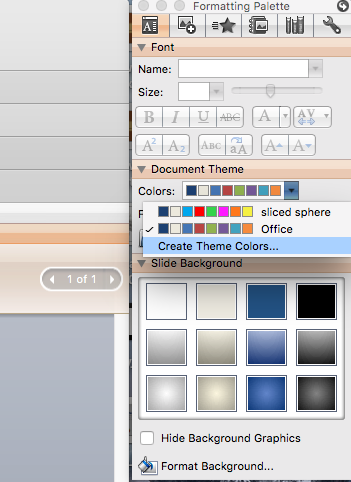 Formatting Palette
Font
Name:
Size:
B I U ABC A AV
A² A₂ ABC aA A A
Document Theme
Colors:
sliced sphere
✓ Office
Create Theme Colors...
1 of 1
Slide Background
Hide Background Graphics
Format Background...